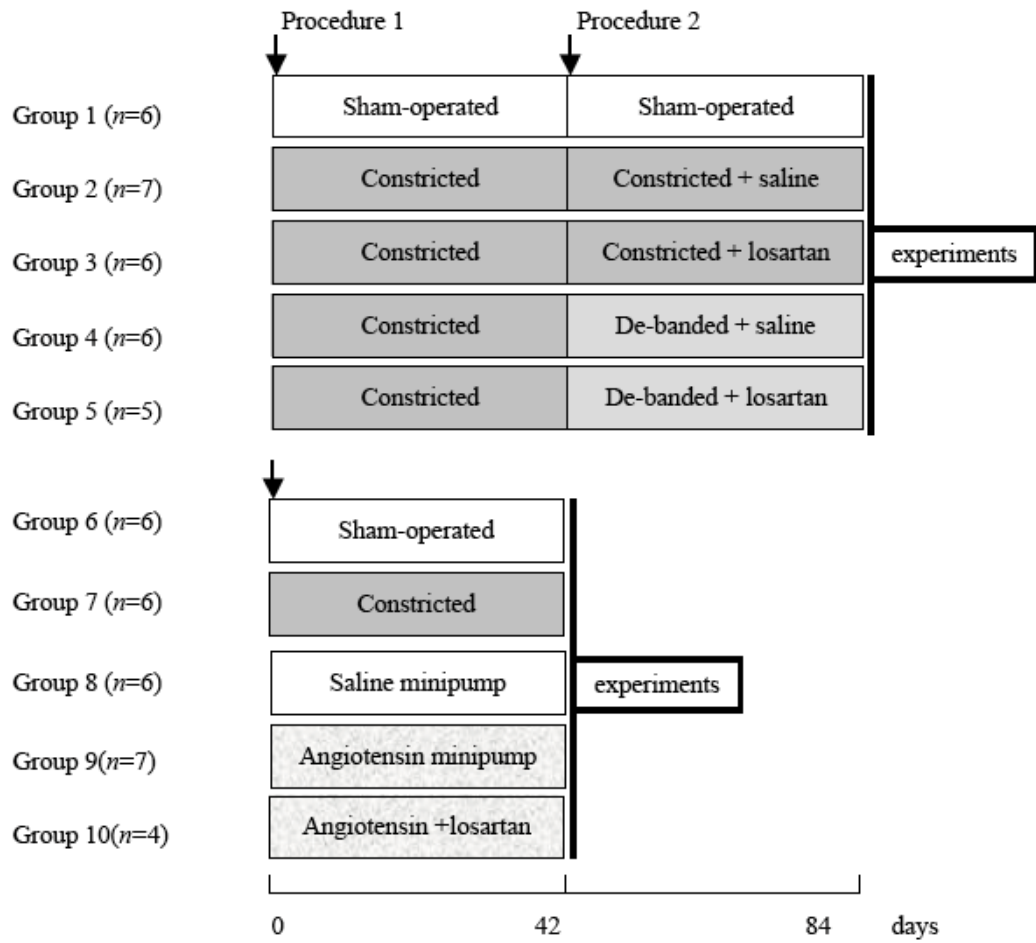 Procedure 1 Procedure 2
Group 1 (n=6) Sham-operated Sham-operated
Group 2 (n=7) Constricted Constricted + saline
Group 3 (n=6) Constricted Constricted + losartan experiments
Group 4 (n=6) Constricted De-banded + saline
Group 5 (n=5) Constricted De-banded + losartan
Group 6 (n=6) Sham-operated
Group 7 (n=6) Constricted
Group 8 (n=6) Saline minipump experiments
Group 9(n=7) Angiotensin minipump
Group 10(n=4) Angiotensin +losartan
0 42 84 days